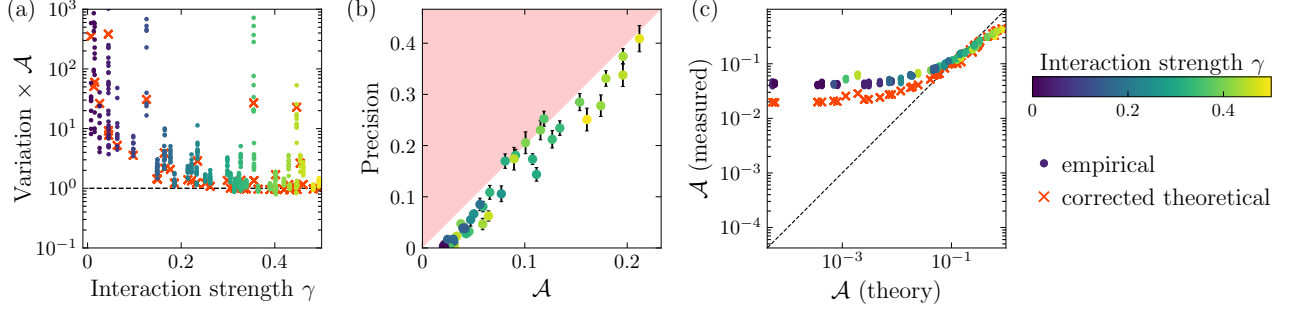 (a)
10³
10²
10¹
10⁰
10⁻¹
Variation × 𝒜
0
0.2
0.4
Interaction strength γ
(b)
0.4
0.3
0.2
0.1
0
Precision
0
0.1
0.2
𝒜
(c)
10⁻¹
10⁻²
10⁻³
10⁻⁴
𝒜 (measured)
10⁻³
10⁻¹
𝒜 (theory)
Interaction strength γ
0
0.2
0.4
empirical
corrected theoretical